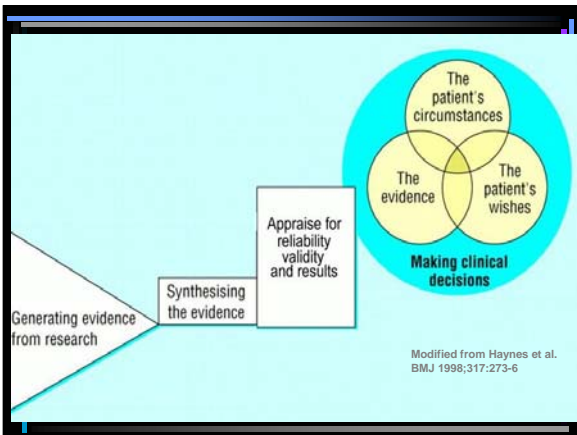 Generating evidence
from research
Synthesising
the evidence
Appraise for
reliability
validity
and results
The
patient's
circumstances
The
evidence
The
patient's
wishes
Making clinical
decisions
Modified from Haynes et al.
BMJ 1998;317:273-6